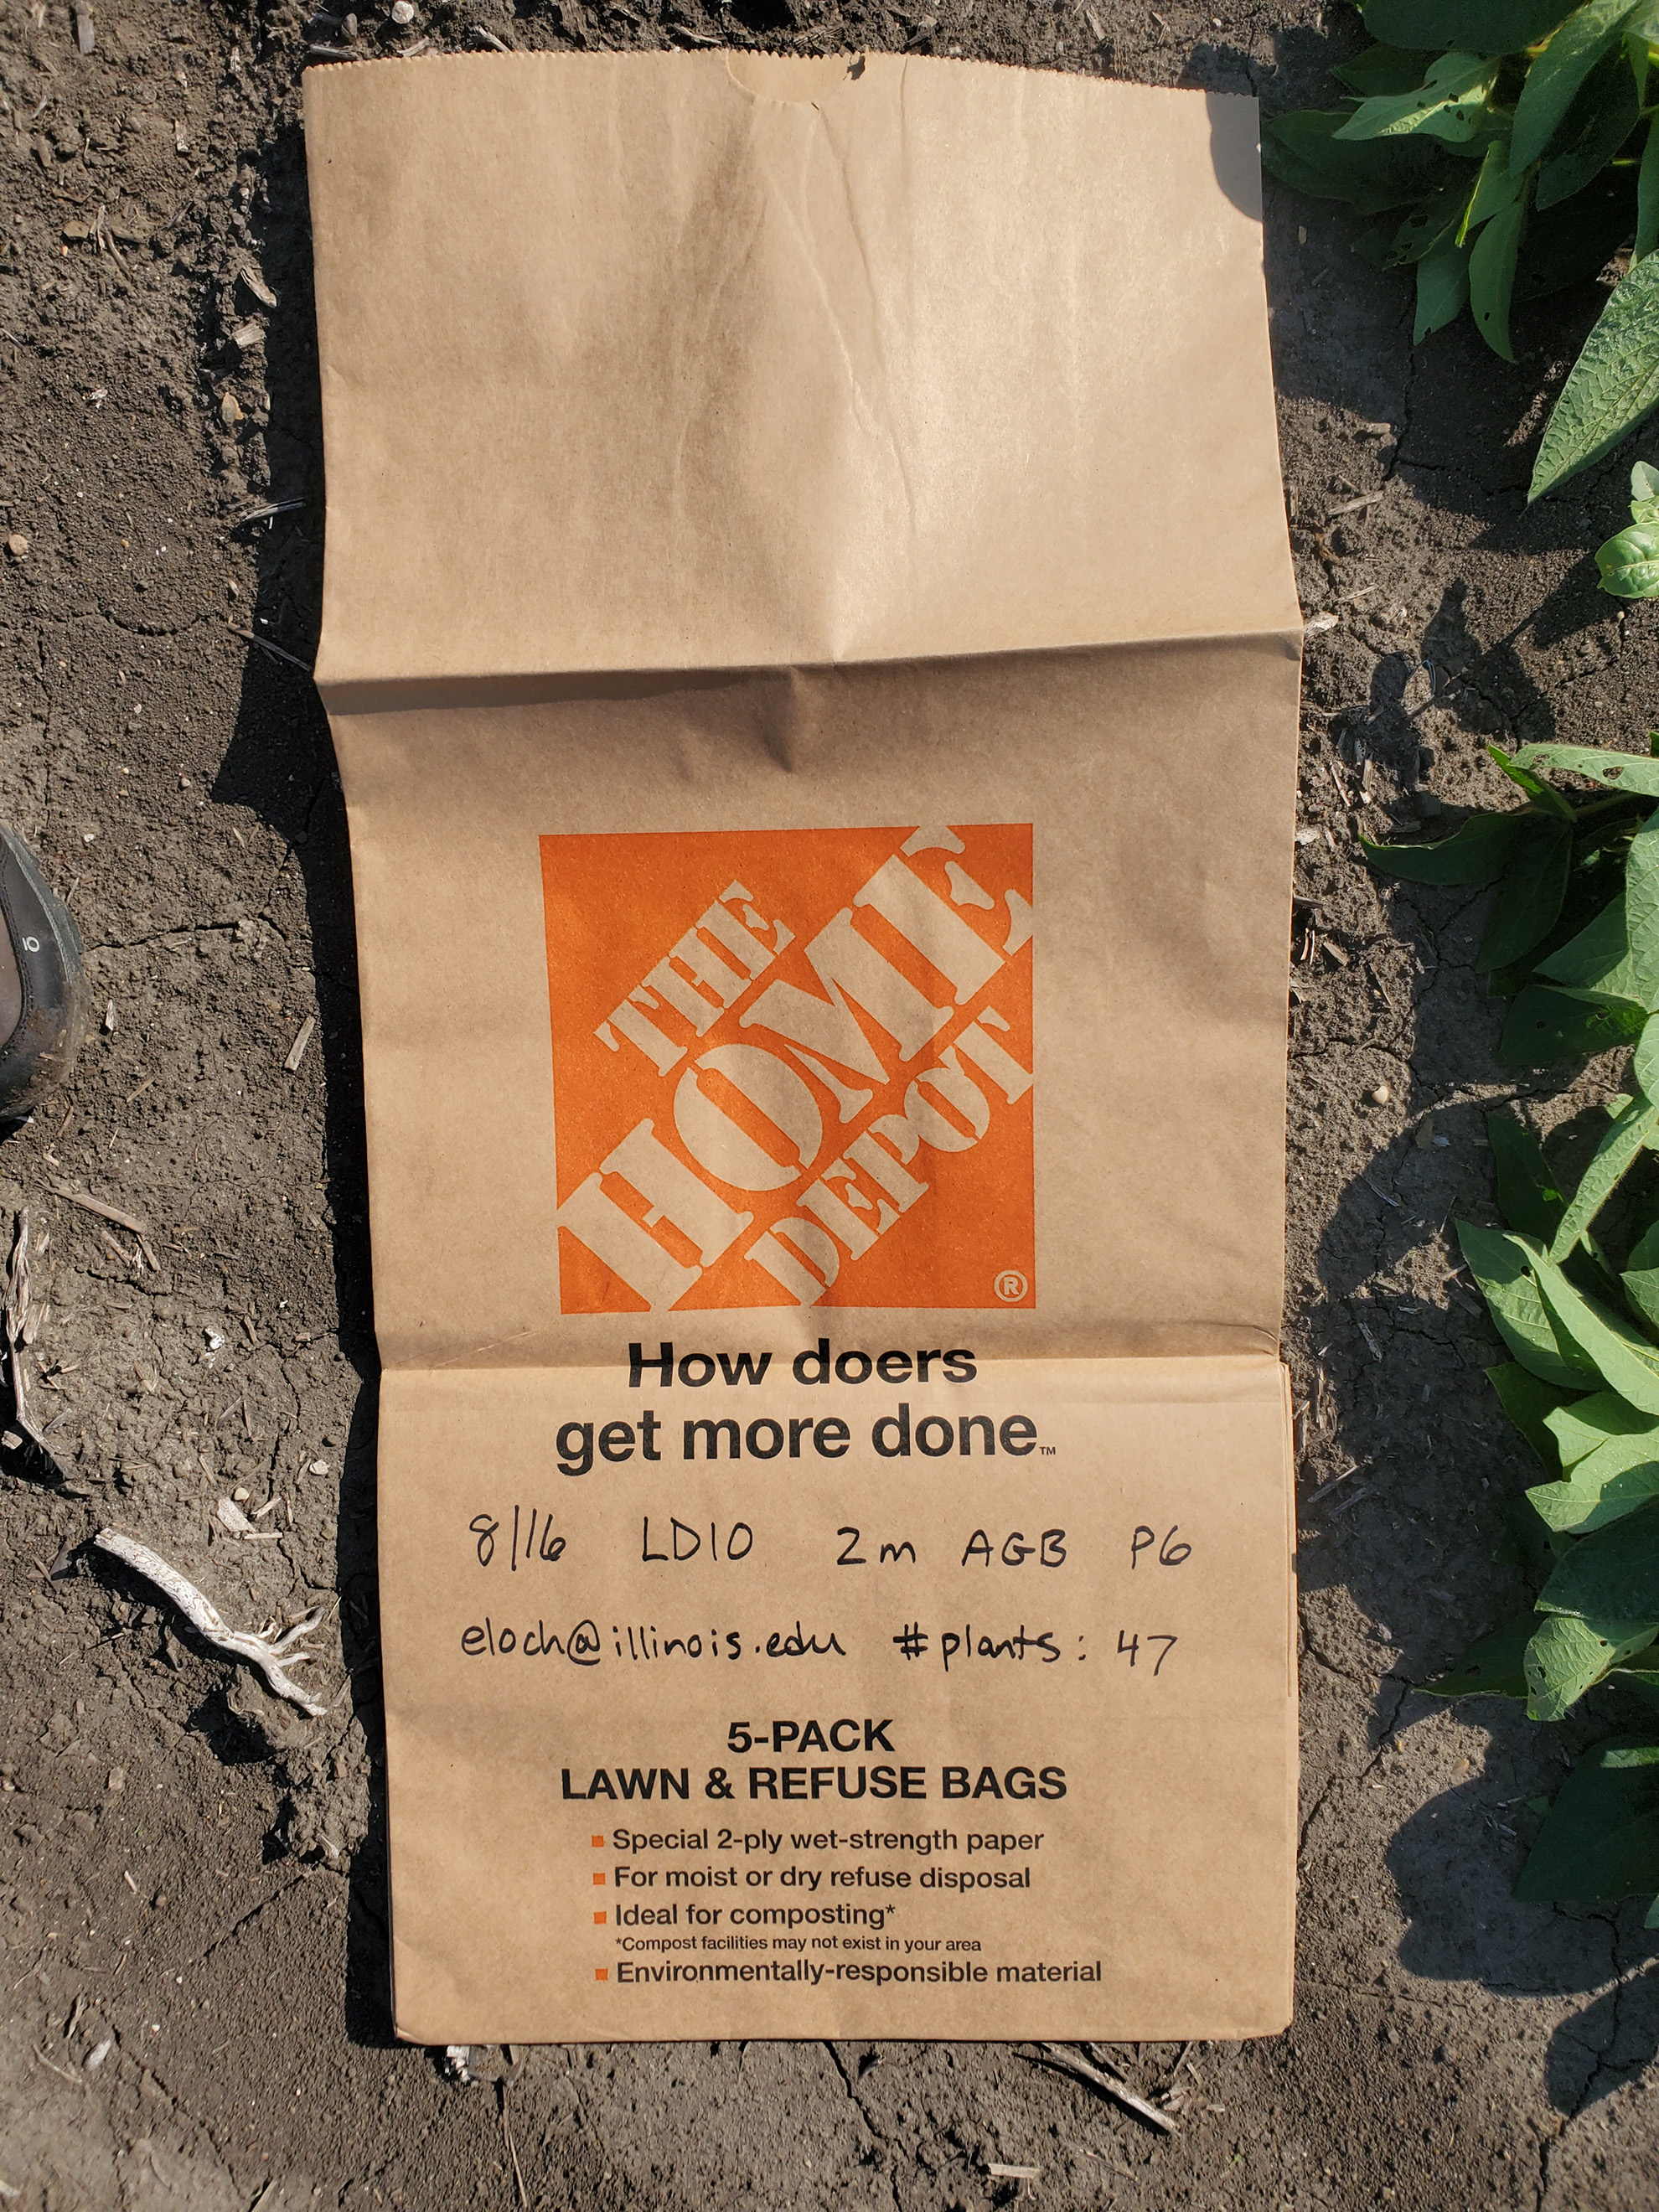 THE
HOME
DEPOT
®
How doers
get more done™
8/16 LD10 2m AGB P6
eloch@illinois.edu #plants: 47
5-PACK
LAWN & REFUSE BAGS
Special 2-ply wet-strength paper
For moist or dry refuse disposal
Ideal for composting*
*Compost facilities may not exist in your area
Environmentally-responsible material